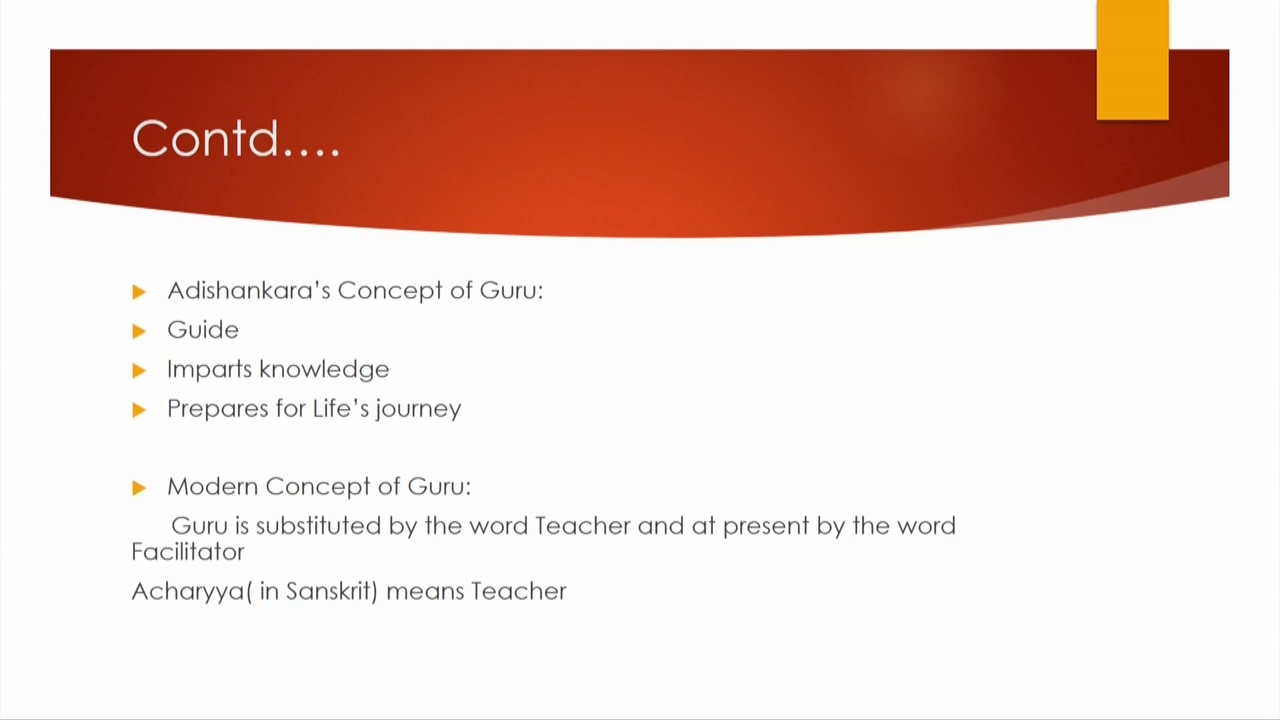 Contd....
Adishankara's Concept of Guru:
Guide
Imparts knowledge
Prepares for Life's journey
Modern Concept of Guru:
Guru is substituted by the word Teacher and at present by the word
Facilitator
Acharyya( in Sanskrit) means Teacher